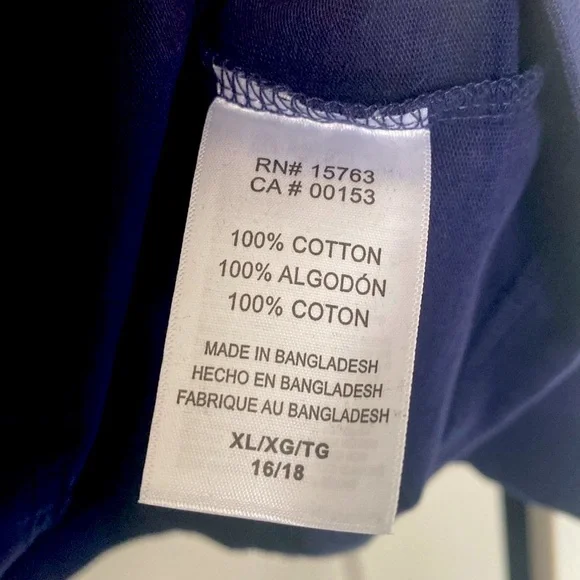 RN# 15763
CA # 00153
100% COTTON
100% ALGODÓN
100% COTON
MADE IN BANGLADESH
HECHO EN BANGLADESH
FABRIQUE AU BANGLADESH
XL/XG/TG
16/18